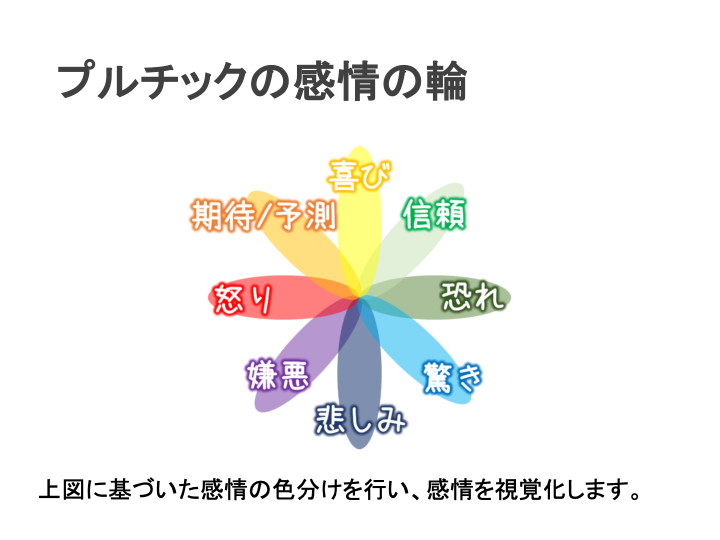 プルチックの感情の輪
喜び
期待/予測
信頼
怒り
恐れ
嫌悪
驚き
悲しみ
上図に基づいた感情の色分けを行い、感情を視覚化します。